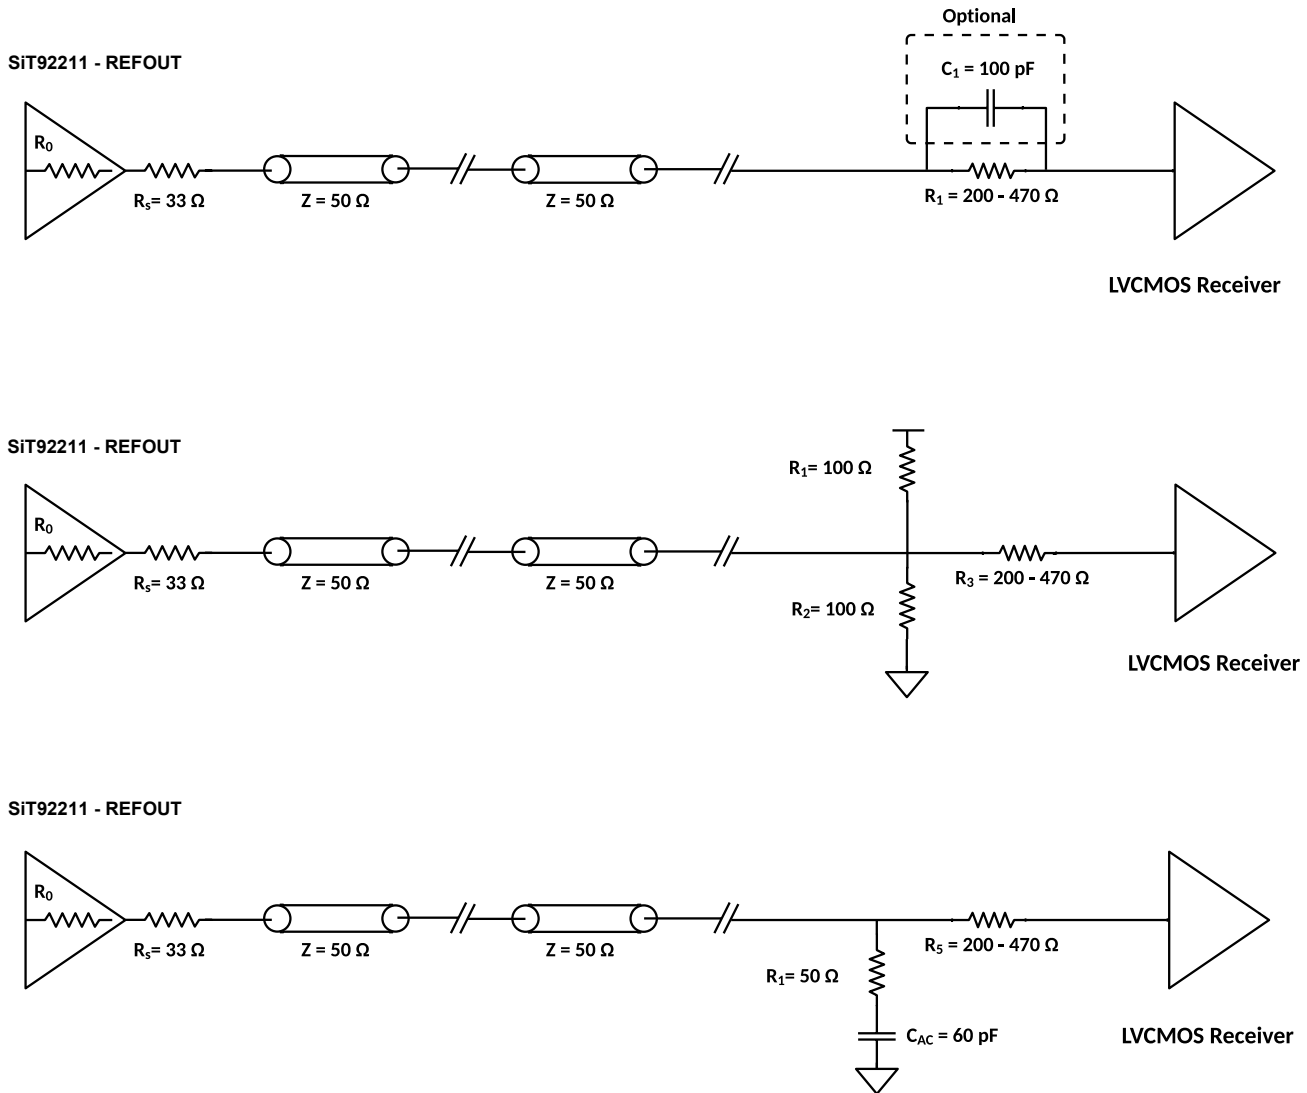 Optional
SiT92211 - REFOUT
C₁ = 100 pF
R₀
Rₛ= 33 Ω
Z = 50 Ω
Z = 50 Ω
R₁ = 200 - 470 Ω
LVCMOS Receiver
SiT92211 - REFOUT
R₁= 100 Ω
R₀
Rₛ= 33 Ω
Z = 50 Ω
Z = 50 Ω
R₃ = 200 - 470 Ω
R₂= 100 Ω
LVCMOS Receiver
SiT92211 - REFOUT
R₀
Rₛ= 33 Ω
Z = 50 Ω
Z = 50 Ω
R₅ = 200 - 470 Ω
R₁= 50 Ω
C_AC = 60 pF
LVCMOS Receiver